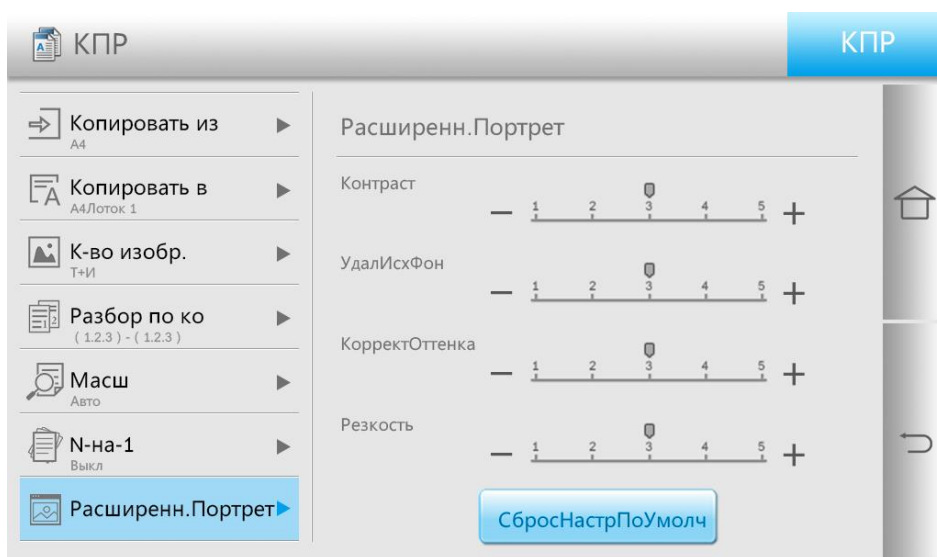 КПР
КПР
Копировать из
A4
Копировать в
A4Лоток 1
К-во изобр.
Т+И
Разбор по ко
( 1.2.3 ) - ( 1.2.3 )
Масш
Авто
N-на-1
Выкл
Расширенн.Портрет
Расширенн.Портрет
Контраст
1 2 3 4 5
УдалИсхФон
1 2 3 4 5
КорректОттенка
1 2 3 4 5
Резкость
1 2 3 4 5
СбросНастрПоУмолч